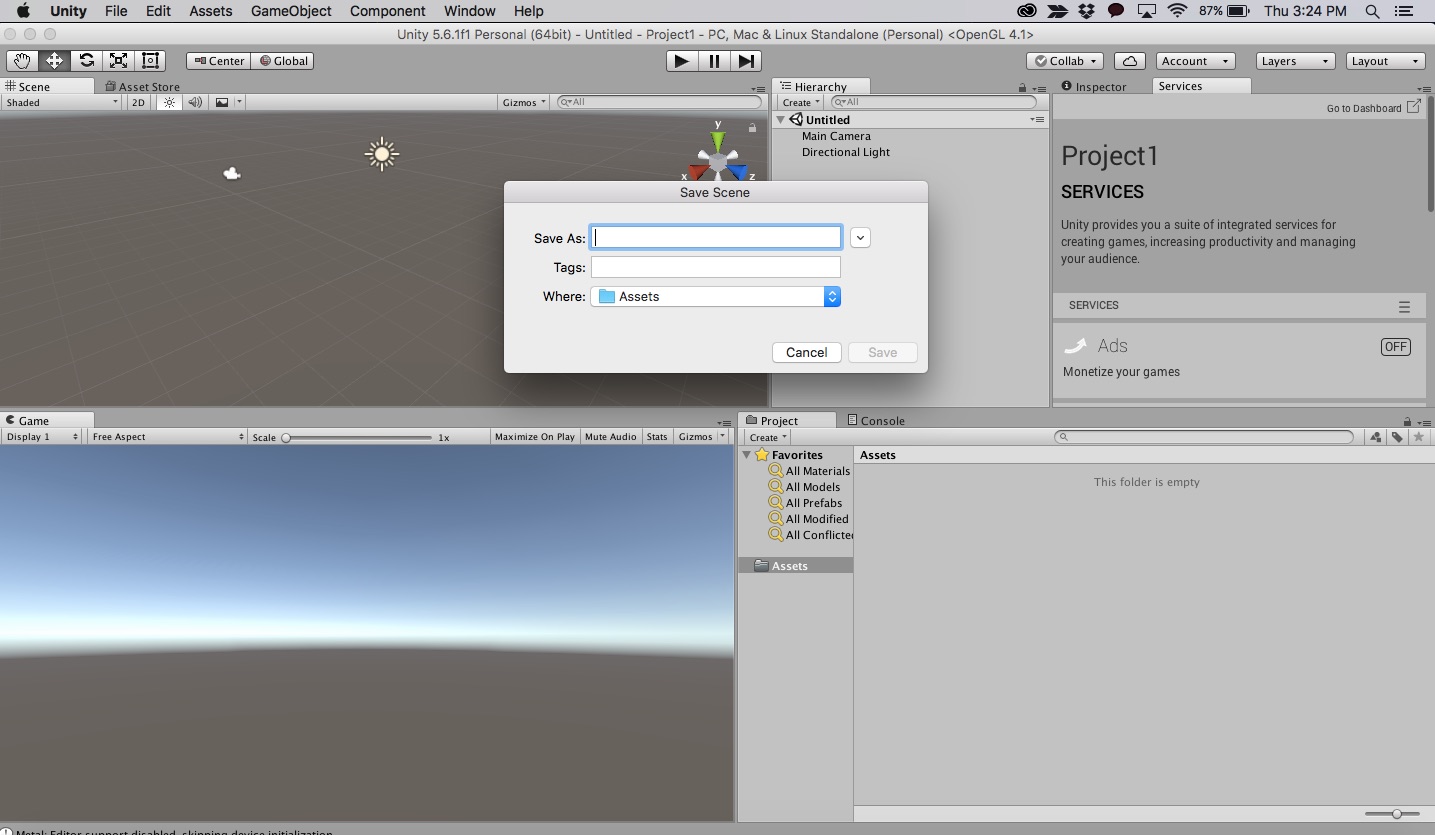 Unity File Edit Assets GameObject Component Window Help 87% Thu 3:24 PM
Unity 5.6.1f1 Personal (64bit) - Untitled - Project1 - PC, Mac & Linux Standalone (Personal) <OpenGL 4.1>
Center Global Collab Account Layers Layout
Scene Asset Store
Shaded 2D Gizmos All
y
x z
Hierarchy
Create All
Untitled
Main Camera
Directional Light
Inspector Services
Go to Dashboard
Project1
SERVICES
Unity provides you a suite of integrated services for
creating games, increasing productivity and managing
your audience.
SERVICES
Ads OFF
Monetize your games
Save Scene
Save As:
Tags:
Where: Assets
Cancel Save
Game
Display 1 Free Aspect Scale 1x Maximize On Play Mute Audio Stats Gizmos
Project Console
Create
Favorites
All Materials
All Models
All Prefabs
All Modified
All Conflicted
Assets
Assets
This folder is empty
Metal: Editor support disabled, skipping device initialization